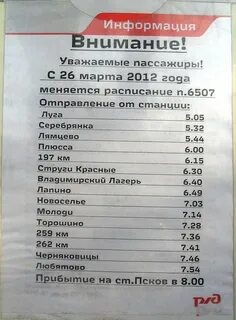 Информация
Внимание!
Уважаемые пассажиры!
С 26 марта 2012 года
меняется расписание п.6507
Отправление от станции:
Луга 5.05
Серебрянка 5.32
Лямцево 5.44
Плюсса 6.00
197 км 6.15
Струги Красные 6.30
Владимирский Лагерь 6.40
Лапино 6.49
Новоселье 7.03
Молоди 7.14
Торошино 7.28
259 км 7.36
262 км 7.41
Черняковицы 7.46
Любятово 7.54
Прибытие на ст.Псков в 8.00
РЖД